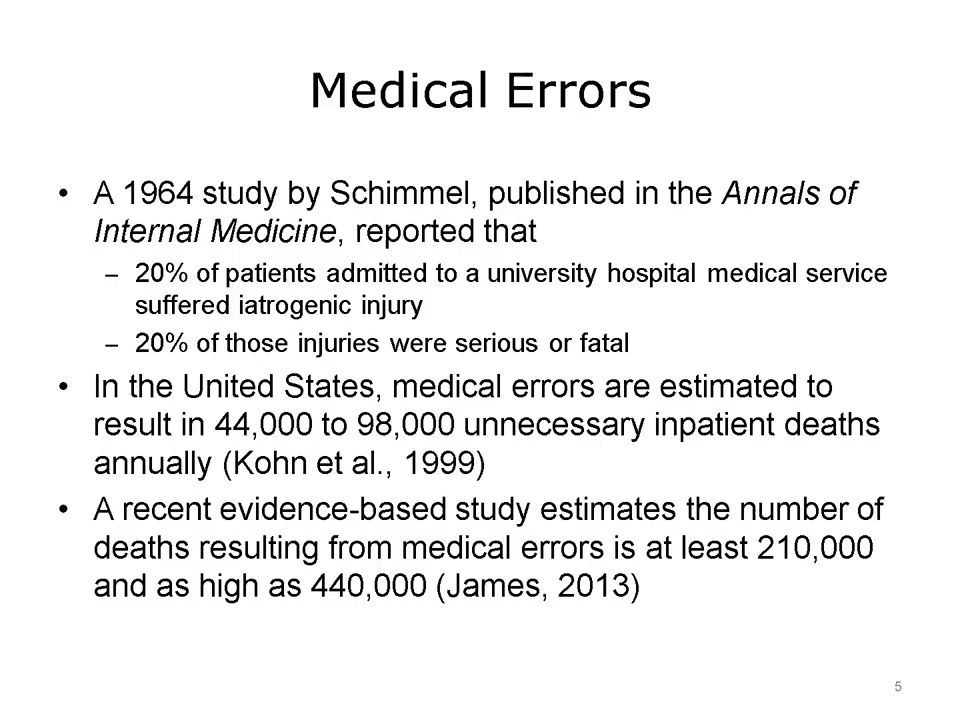 Medical Errors
• A 1964 study by Schimmel, published in the Annals of
Internal Medicine, reported that
– 20% of patients admitted to a university hospital medical service
suffered iatrogenic injury
– 20% of those injuries were serious or fatal
• In the United States, medical errors are estimated to
result in 44,000 to 98,000 unnecessary inpatient deaths
annually (Kohn et al., 1999)
• A recent evidence-based study estimates the number of
deaths resulting from medical errors is at least 210,000
and as high as 440,000 (James, 2013)
5